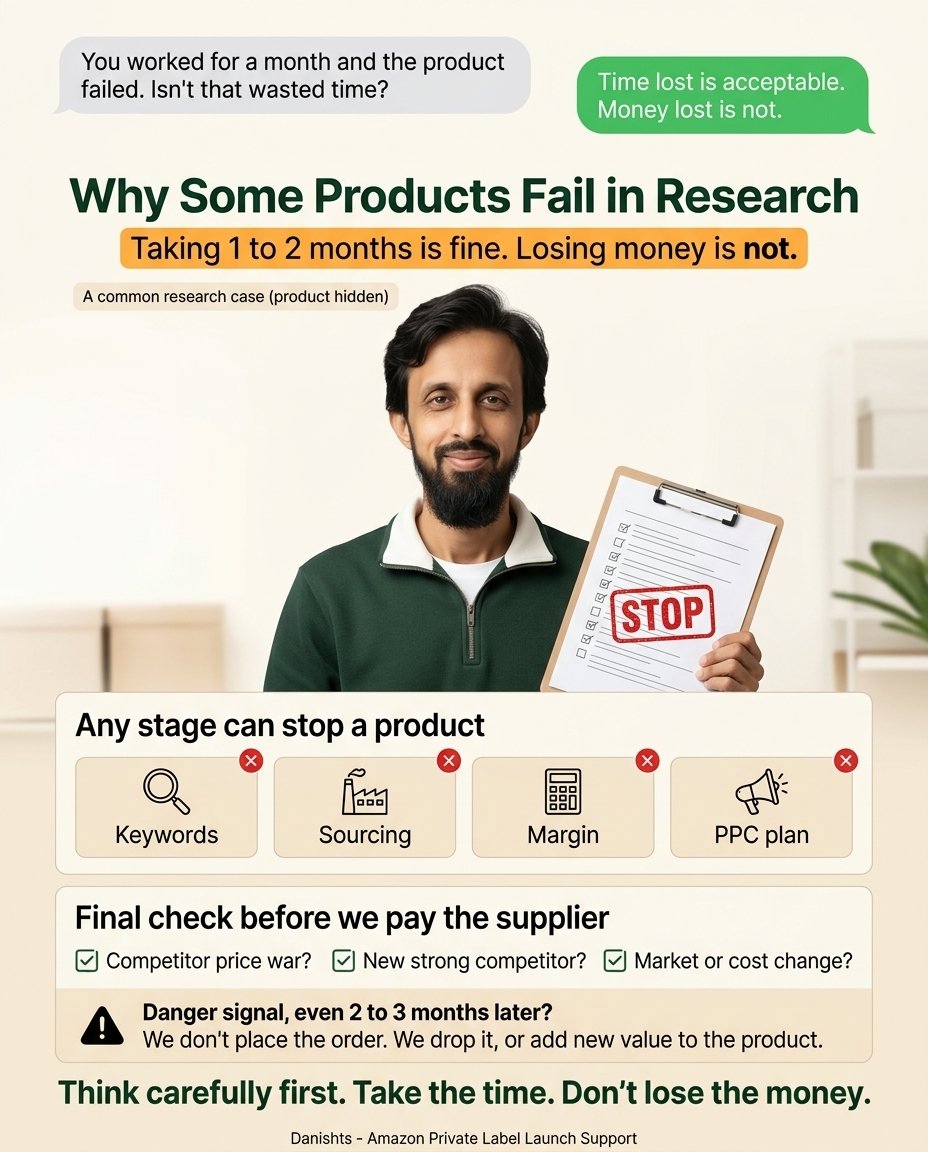 You worked for a month and the product
failed. Isn't that wasted time?
Time lost is acceptable.
Money lost is not.
Why Some Products Fail in Research
Taking 1 to 2 months is fine. Losing money is not.
A common research case (product hidden)
STOP
Any stage can stop a product
Keywords
Sourcing
Margin
PPC plan
Final check before we pay the supplier
Competitor price war?
New strong competitor?
Market or cost change?
Danger signal, even 2 to 3 months later?
We don't place the order. We drop it, or add new value to the product.
Think carefully first. Take the time. Don’t lose the money.
Danishts - Amazon Private Label Launch Support